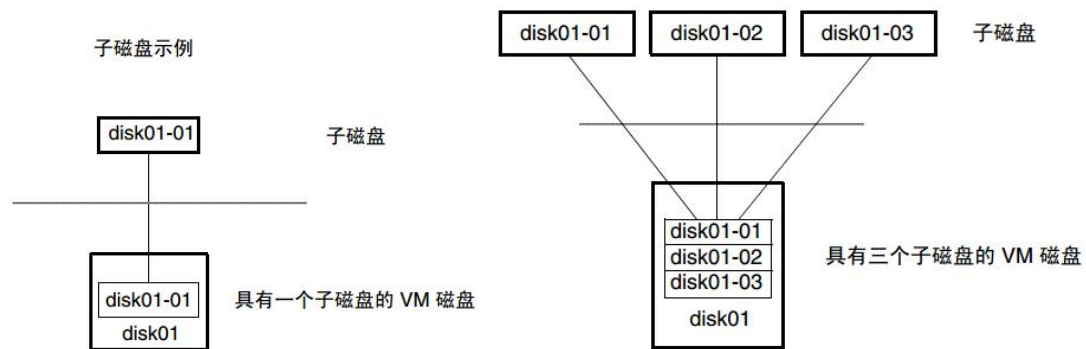 子磁盘示例
disk01-01
子磁盘
disk01-01
disk01
具有一个子磁盘的 VM 磁盘
disk01-01
disk01-02
disk01-03
子磁盘
disk01-01
disk01-02
disk01-03
disk01
具有三个子磁盘的 VM 磁盘